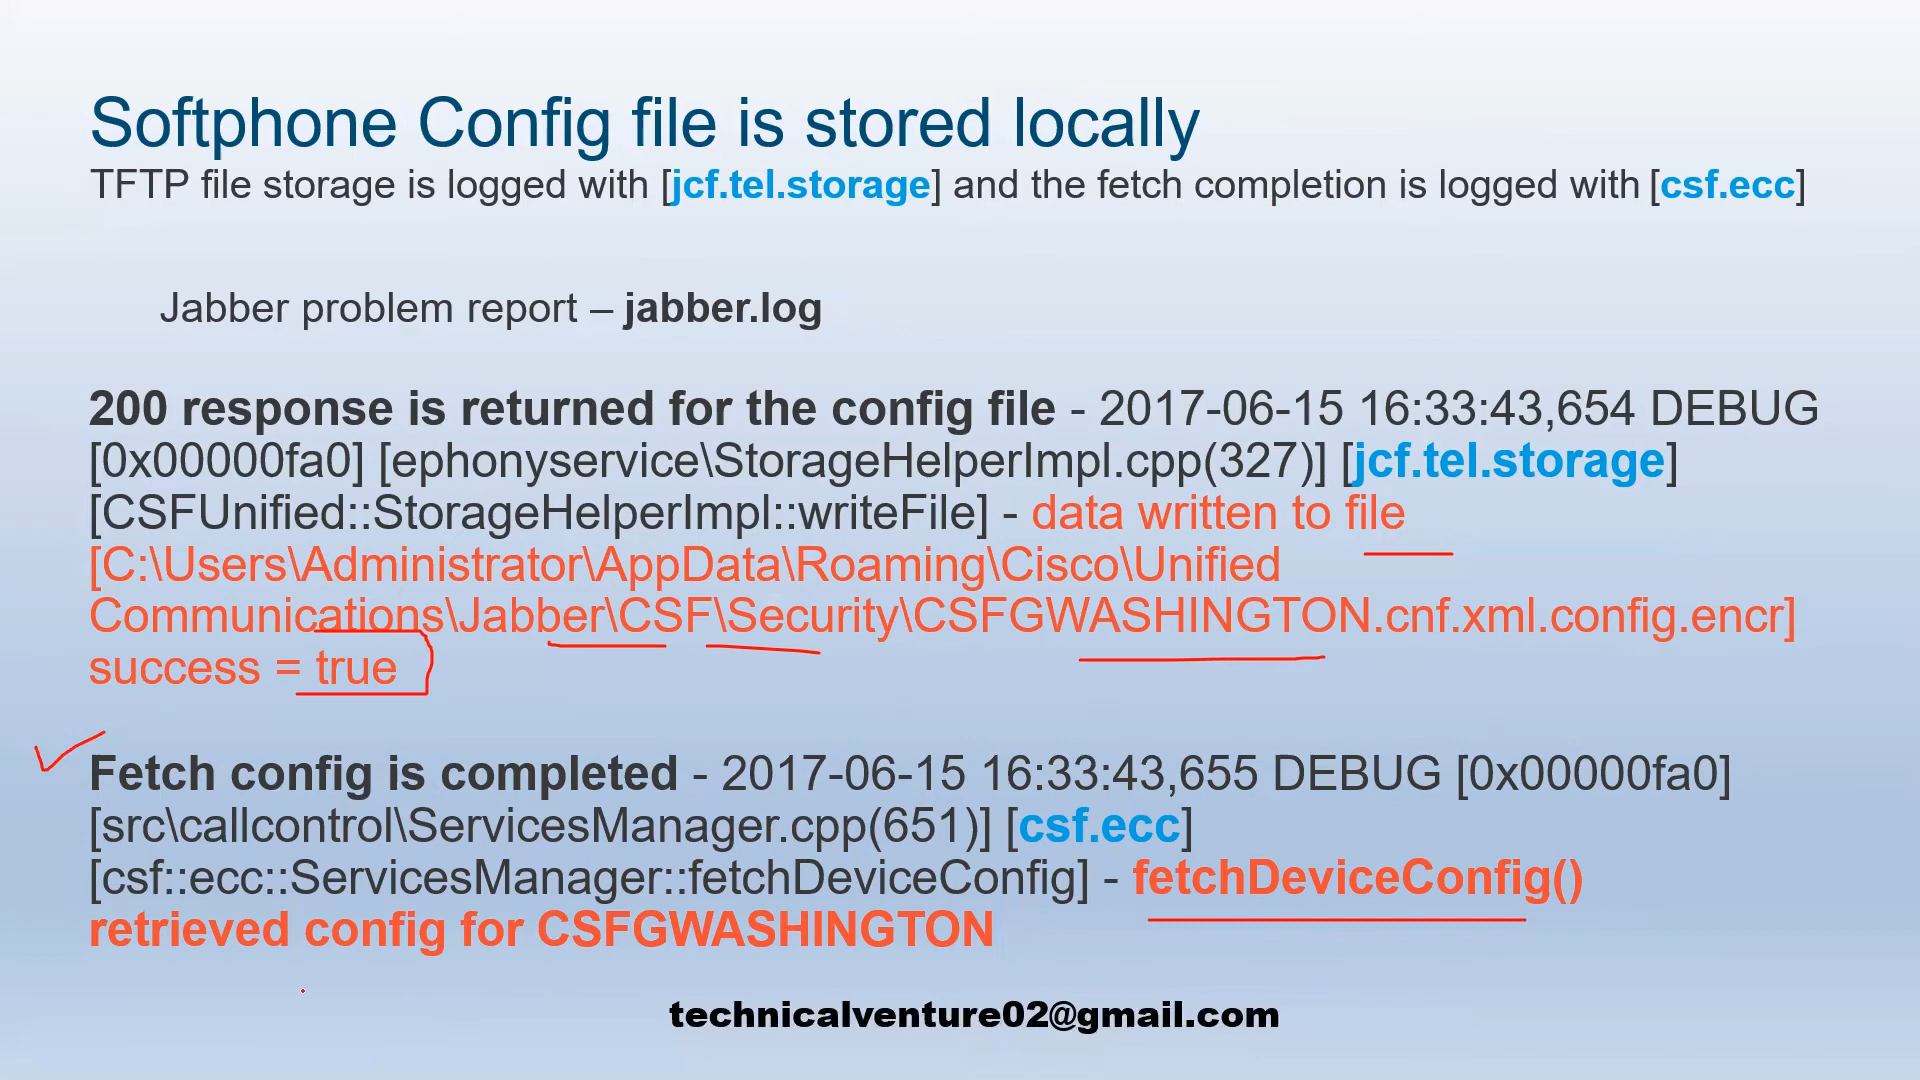 Softphone Config file is stored locally
TFTP file storage is logged with [jcf.tel.storage] and the fetch completion is logged with [csf.ecc]
Jabber problem report – jabber.log
200 response is returned for the config file - 2017-06-15 16:33:43,654 DEBUG
[0x00000fa0] [ephonyservice\StorageHelperImpl.cpp(327)] [jcf.tel.storage]
[CSFUnified::StorageHelperImpl::writeFile] - data written to file
[C:\Users\Administrator\AppData\Roaming\Cisco\Unified
Communications\Jabber\CSF\Security\CSFGWASHINGTON.cnf.xml.config.encr]
success = true
Fetch config is completed - 2017-06-15 16:33:43,655 DEBUG [0x00000fa0]
[src\callcontrol\ServicesManager.cpp(651)] [csf.ecc]
[csf::ecc::ServicesManager::fetchDeviceConfig] - fetchDeviceConfig()
retrieved config for CSFGWASHINGTON
technicalventure02@gmail.com